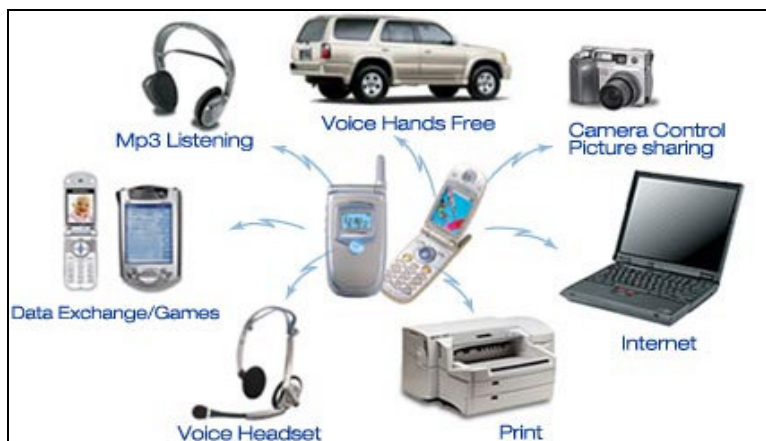 Mp3 Listening
Voice Hands Free
Camera Control
Picture sharing
Data Exchange/Games
Internet
Voice Headset
Print